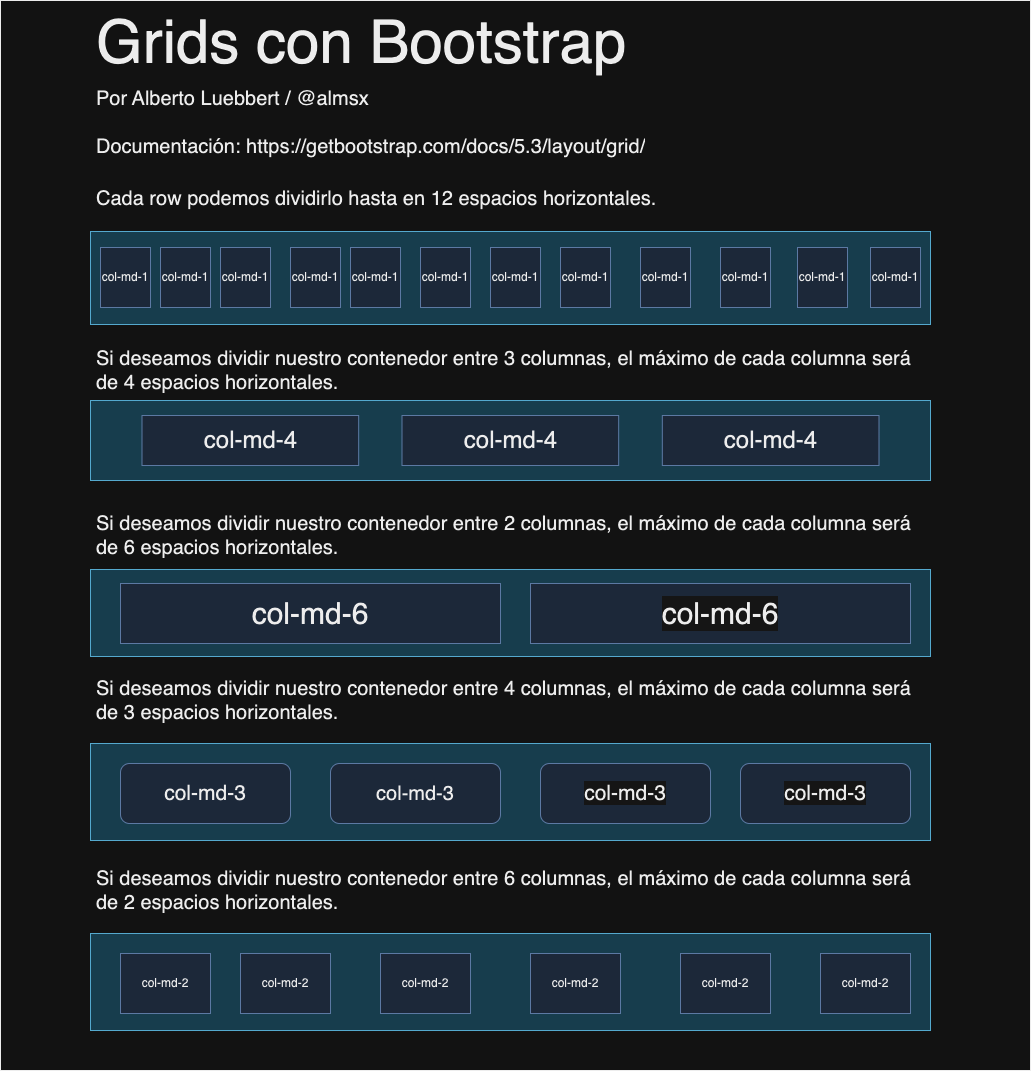 Grids con Bootstrap
Por Alberto Luebbert / @almsx
Documentación: https://getbootstrap.com/docs/5.3/layout/grid/
Cada row podemos dividirlo hasta en 12 espacios horizontales.
col-md-1 col-md-1 col-md-1 col-md-1 col-md-1 col-md-1 col-md-1 col-md-1 col-md-1 col-md-1 col-md-1 col-md-1
Si deseamos dividir nuestro contenedor entre 3 columnas, el máximo de cada columna será
de 4 espacios horizontales.
col-md-4 col-md-4 col-md-4
Si deseamos dividir nuestro contenedor entre 2 columnas, el máximo de cada columna será
de 6 espacios horizontales.
col-md-6 col-md-6
Si deseamos dividir nuestro contenedor entre 4 columnas, el máximo de cada columna será
de 3 espacios horizontales.
col-md-3 col-md-3 col-md-3 col-md-3
Si deseamos dividir nuestro contenedor entre 6 columnas, el máximo de cada columna será
de 2 espacios horizontales.
col-md-2 col-md-2 col-md-2 col-md-2 col-md-2 col-md-2